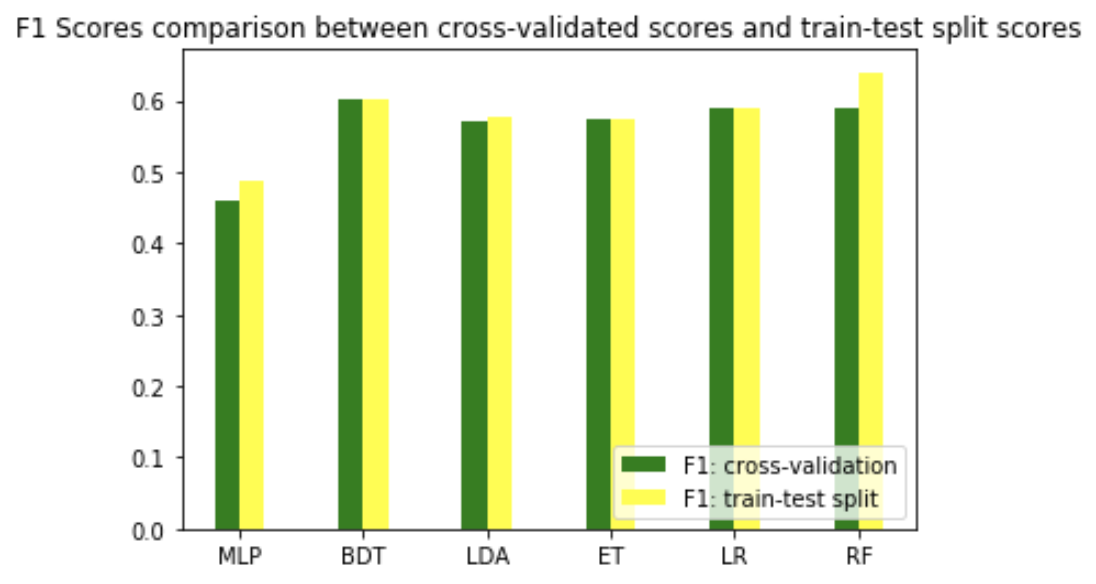 F1 Scores comparison between cross-validated scores and train-test split scores
0.6
0.5
0.4
0.3
0.2
0.1
0.0
F1: cross-validation
F1: train-test split
MLP BDT LDA ET LR RF